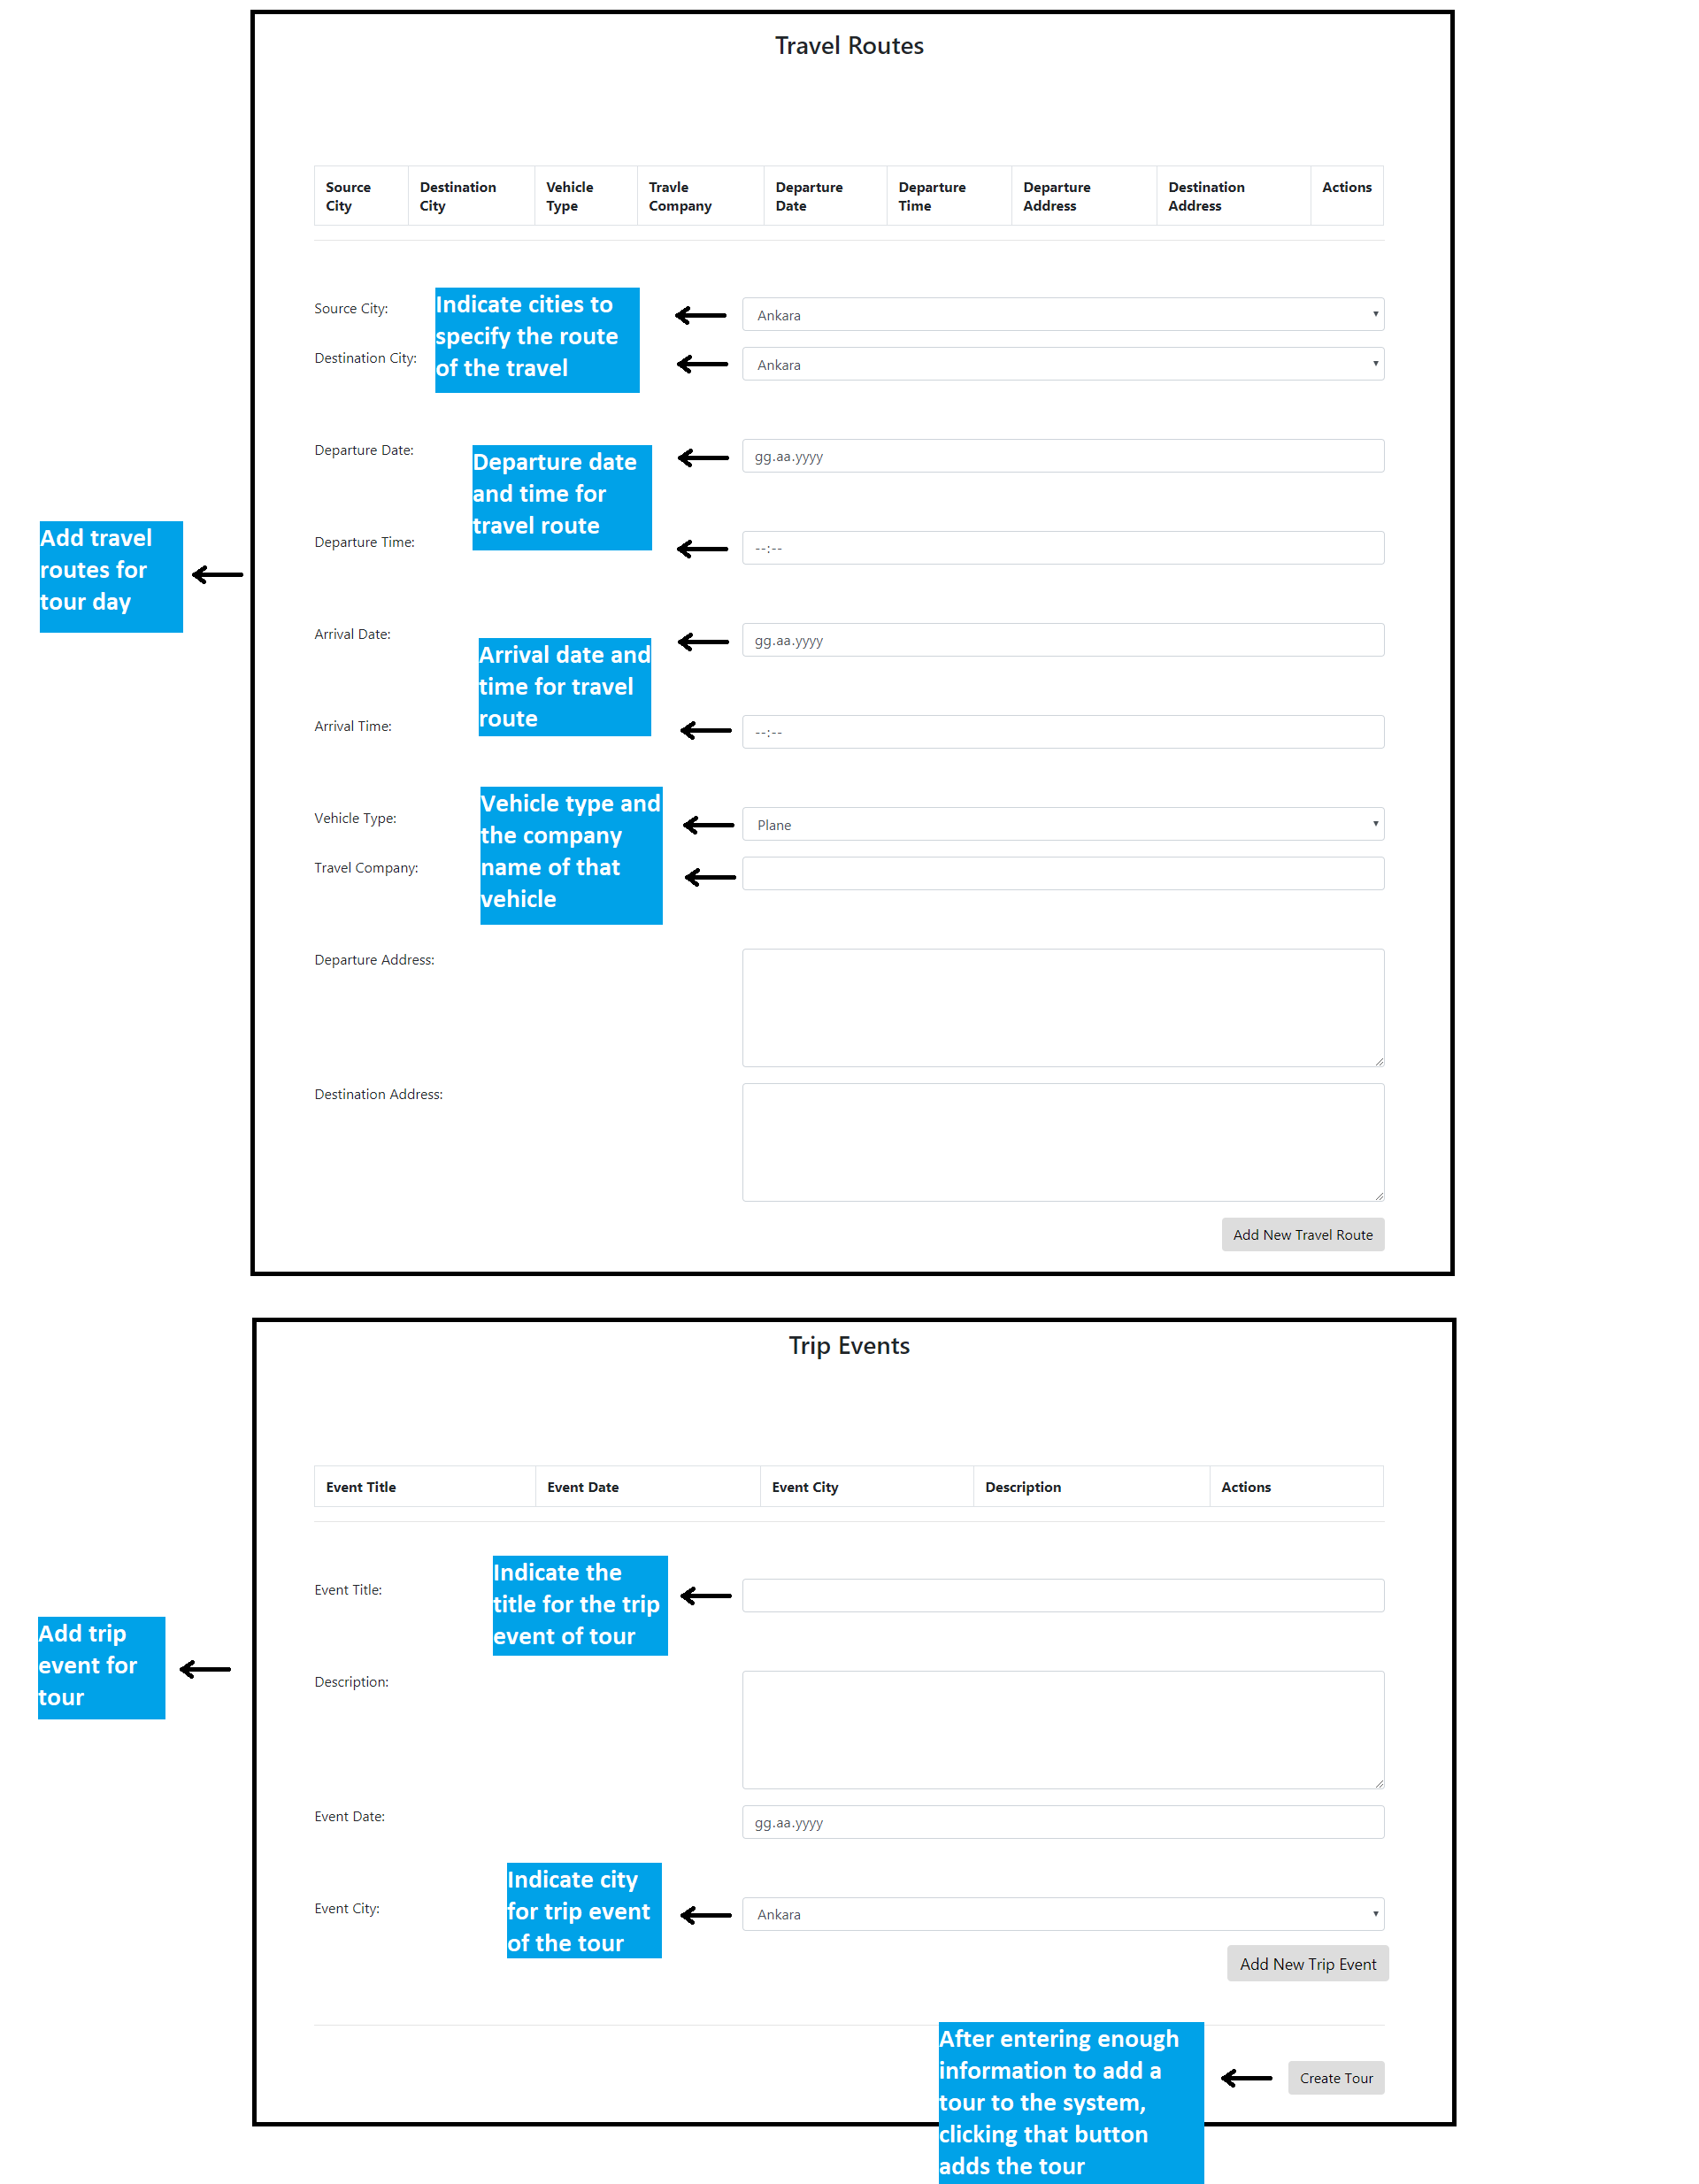 Travel Routes
Source City
Destination City
Vehicle Type
Travle Company
Departure Date
Departure Time
Departure Address
Destination Address
Actions
Source City:
Indicate cities to
specify the route
of the travel
Ankara
Destination City:
Ankara
Departure Date:
Departure date
and time for
travel route
gg.aa.yyyy
Add travel
routes for
tour day
Departure Time:
--:--
Arrival Date:
Arrival date and
time for travel
route
gg.aa.yyyy
Arrival Time:
--:--
Vehicle Type:
Vehicle type and
the company
name of that
vehicle
Plane
Travel Company:
Departure Address:
Destination Address:
Add New Travel Route
Trip Events
Event Title
Event Date
Event City
Description
Actions
Event Title:
Indicate the
title for the trip
event of tour
Add trip
event for
tour
Description:
Event Date:
gg.aa.yyyy
Event City:
Indicate city
for trip event
of the tour
Ankara
Add New Trip Event
After entering enough
information to add a
tour to the system,
clicking that button
adds the tour
Create Tour